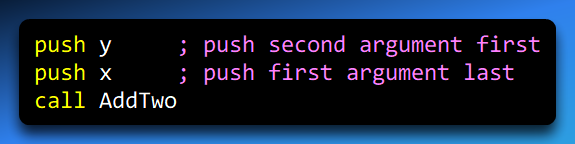 push y     ; push second argument first
push x     ; push first argument last
call AddTwo